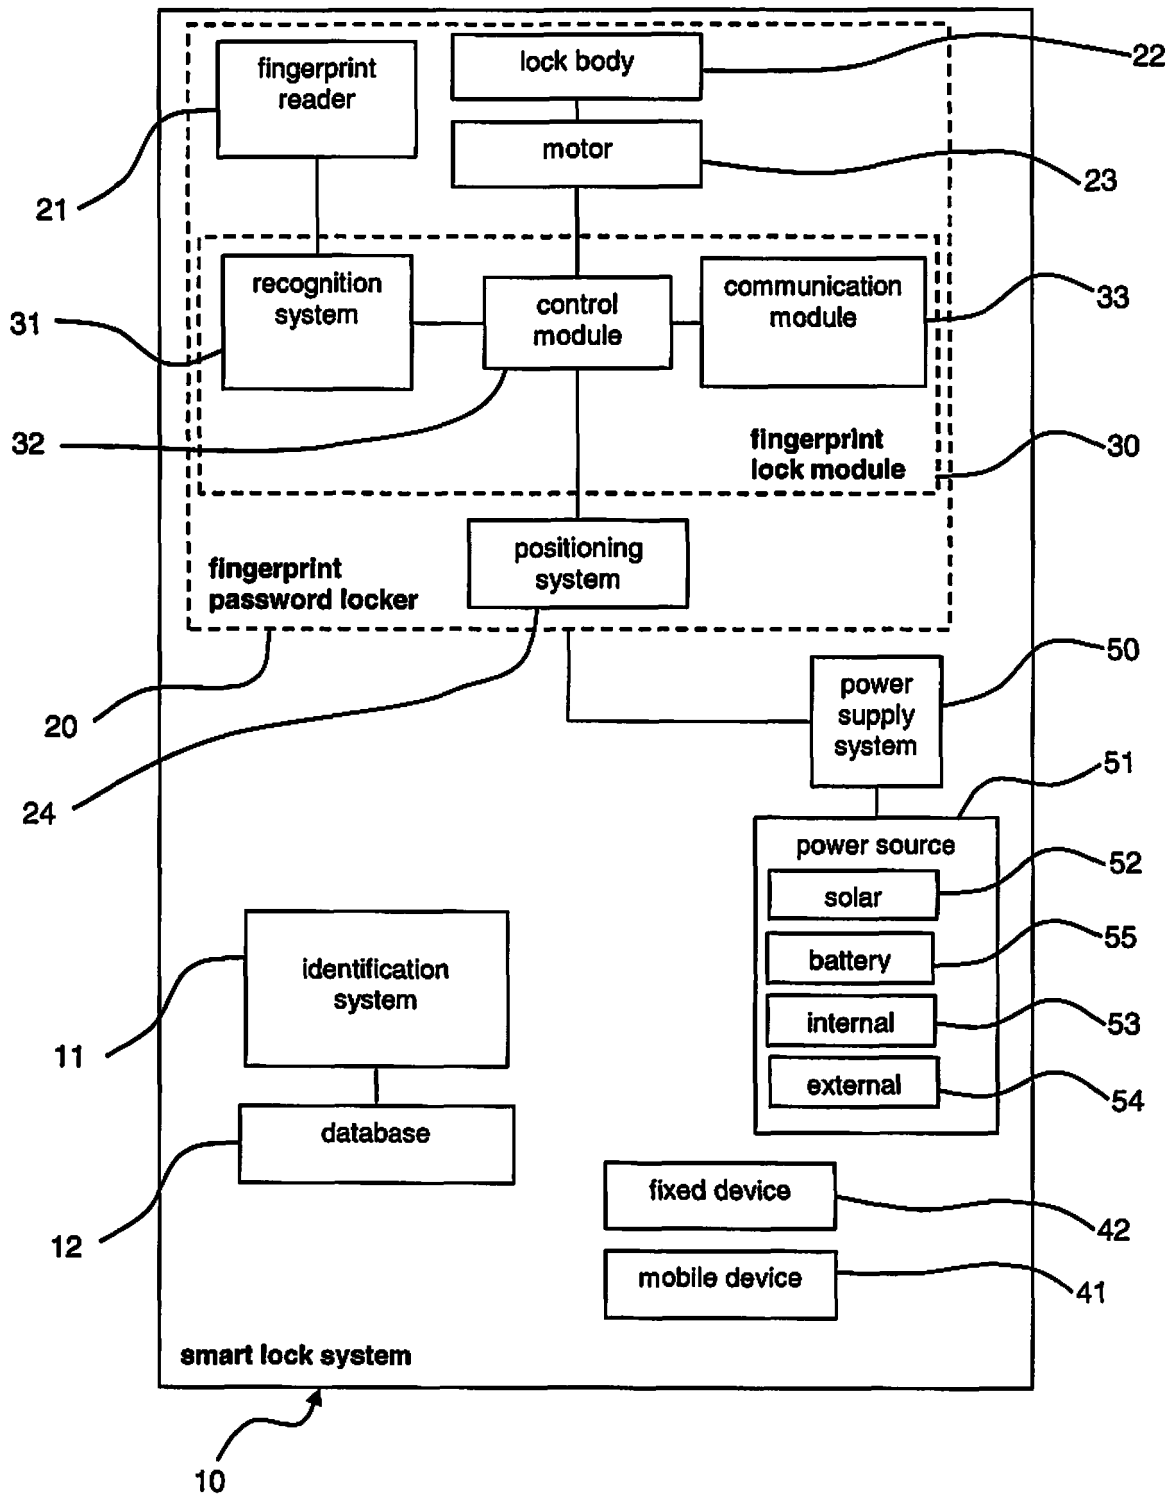 fingerprint
reader
lock body
22
motor
21
23
recognition
system
control
module
communication
module
33
31
32
fingerprint
lock module
30
positioning
system
fingerprint
password locker
20
24
power
supply
system
50
51
power source
solar
52
battery
55
internal
53
external
54
identification
system
11
database
12
fixed device
42
mobile device
41
smart lock system
10